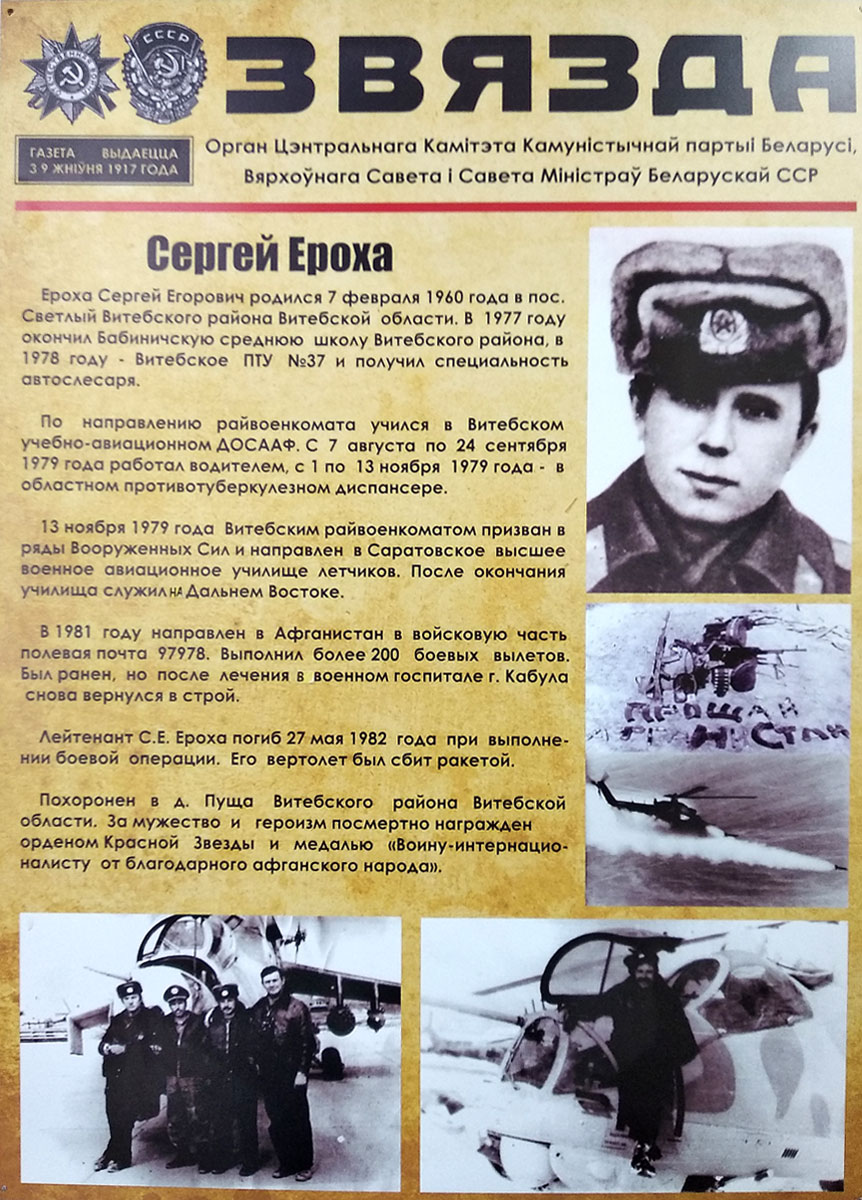 СССР
ЗВЯЗДА
ГАЗЕТА ВЫДАЕЦЦА
З 9 ЖНІЎНЯ 1917 ГОДА
Орган Цэнтральнага Камітэта Камуністычнай партыі Беларусі,
Вярхоўнага Савета і Савета Міністраў Беларускай ССР
Сергей Ероха
Ероха Сергей Егорович родился 7 февраля 1960 года в пос.
Светлый Витебского района Витебской области. В 1977 году
окончил Бабиничскую среднюю школу Витебского района, в
1978 году - Витебское ПТУ №37 и получил специальность
автослесаря.
По направлению райвоенкомата учился в Витебском
учебно-авиационном ДОСААФ. С 7 августа по 24 сентября
1979 года работал водителем, с 1 по 13 ноября 1979 года - в
областном противотуберкулезном диспансере.
13 ноября 1979 года Витебским райвоенкоматом призван в
ряды Вооруженных Сил и направлен в Саратовское высшее
военное авиационное училище летчиков. После окончания
училища служил на Дальнем Востоке.
В 1981 году направлен в Афганистан в войсковую часть
полевая почта 97978. Выполнил более 200 боевых вылетов.
Был ранен, но после лечения в военном госпитале г. Кабула
снова вернулся в строй.
Лейтенант С.Е. Ероха погиб 27 мая 1982 года при выполне-
нии боевой операции. Его вертолет был сбит ракетой.
Похоронен в д. Пуща Витебского района Витебской
области. За мужество и героизм посмертно награжден
орденом Красной Звезды и медалью «Воину-интернацио-
налисту от благодарного афганского народа».
ПРОЩАЙ
АФГАНИСТАН